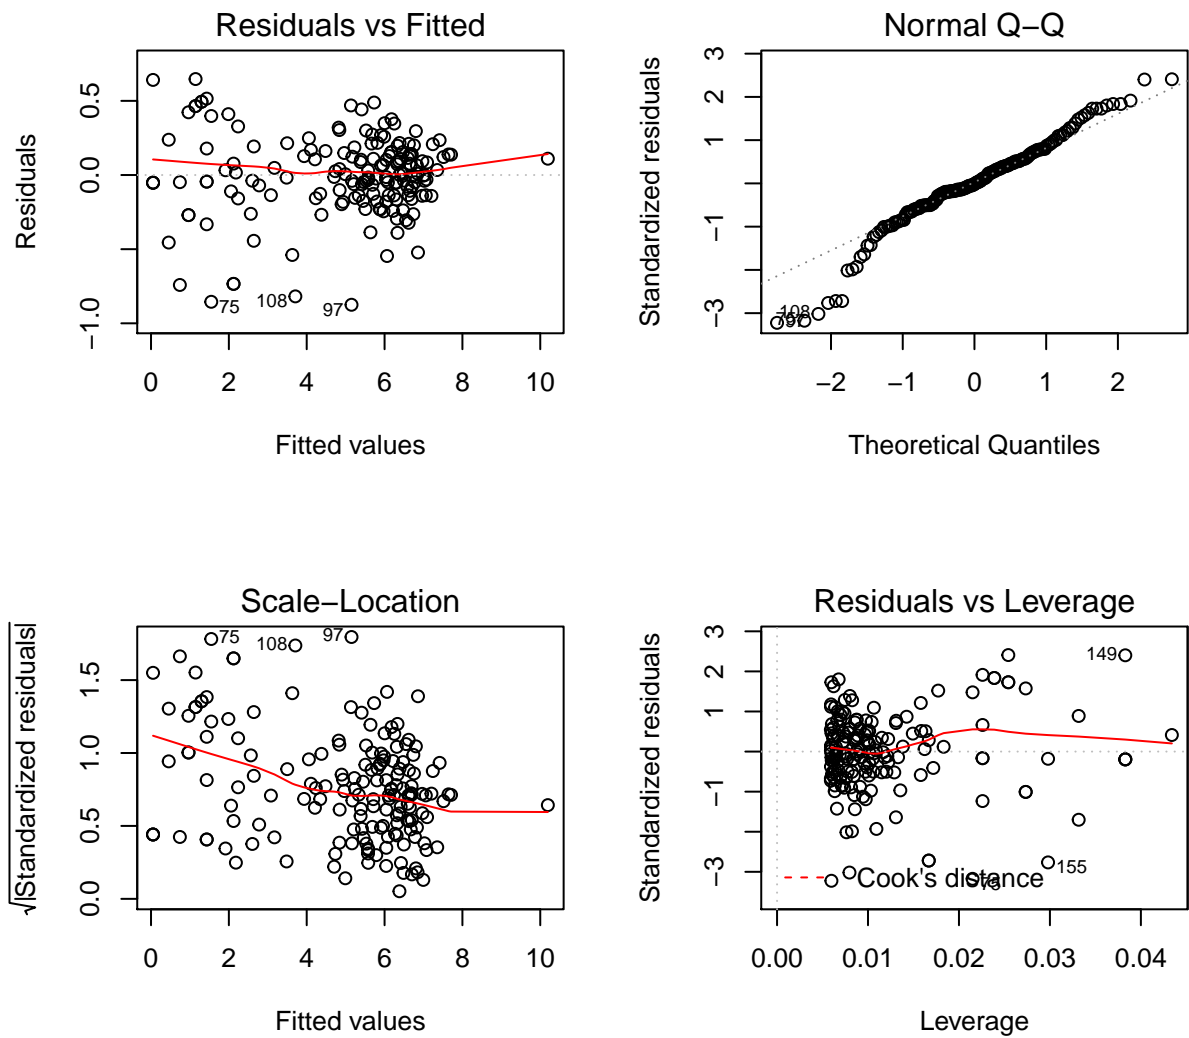 Residuals vs Fitted
Residuals
0.5
0.0
−1.0
75
108
97
0 2 4 6 8 10
Fitted values
Normal Q−Q
Standardized residuals
3
2
1
−1
−3
108
−2 −1 0 1 2
Theoretical Quantiles
Scale−Location
√|Standardized residuals|
1.5
1.0
0.5
0.0
75
108
97
0 2 4 6 8 10
Fitted values
Residuals vs Leverage
Standardized residuals
3
2
1
−1
−3
149
155
Cook's distance
0.00 0.01 0.02 0.03 0.04
Leverage